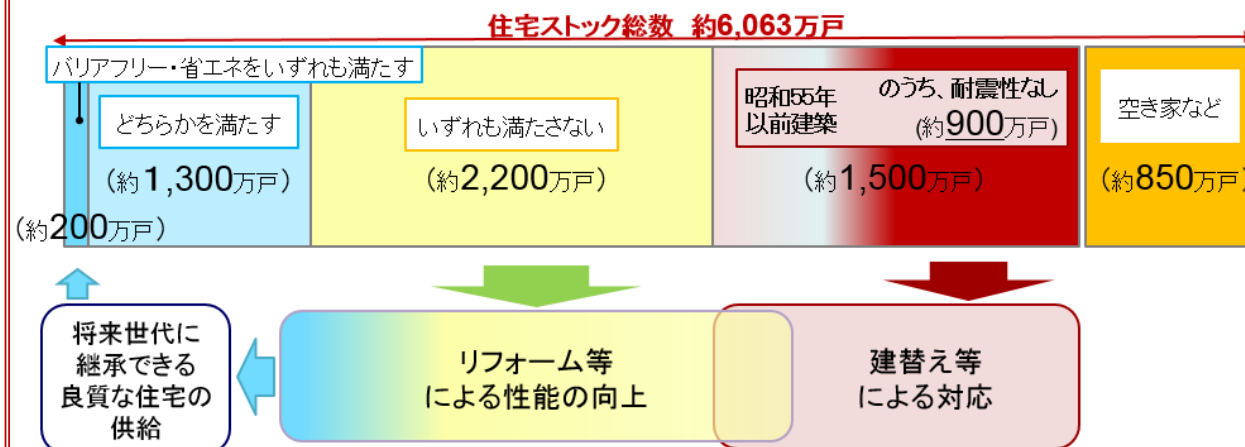 住宅ストック総数 約6,063万戸
バリアフリー・省エネをいずれも満たす
どちらかを満たす
(約1,300万戸)
(約200万戸)
いずれも満たさない
(約2,200万戸)
昭和55年
以前建築
のうち、耐震性なし
(約900万戸)
(約1,500万戸)
空き家など
(約850万戸)
将来世代に
継承できる
良質な住宅の
供給
リフォーム等
による性能の向上
建替え等
による対応